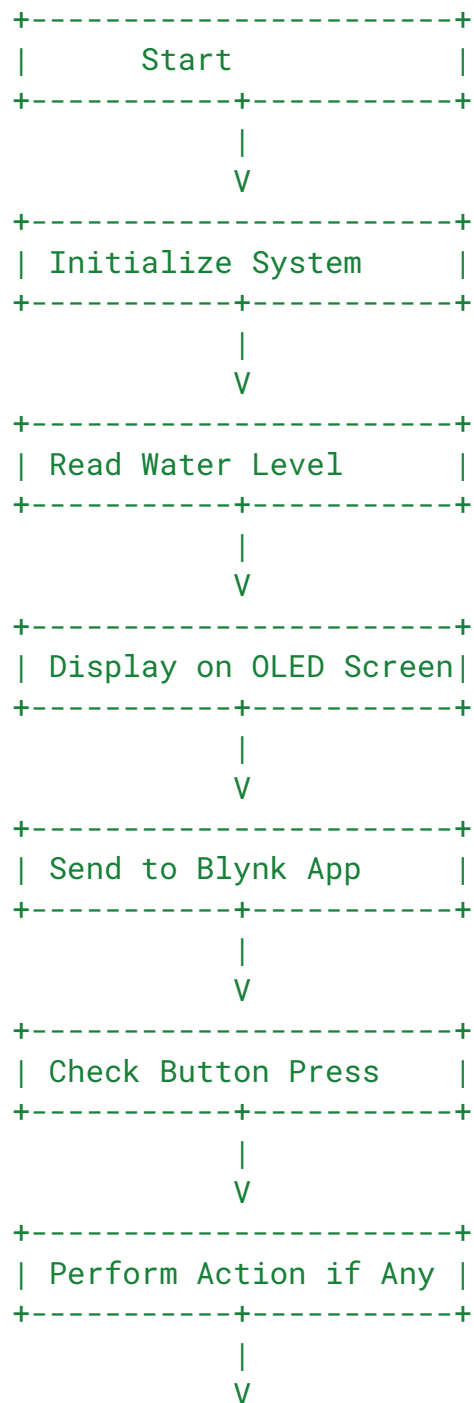 +-----------------------+
|      Start            |
+-----------+-----------+
            |
            V
+-----------------------+
| Initialize System     |
+-----------+-----------+
            |
            V
+-----------------------+
| Read Water Level      |
+-----------+-----------+
            |
            V
+-----------------------+
| Display on OLED Screen|
+-----------+-----------+
            |
            V
+-----------------------+
| Send to Blynk App     |
+-----------+-----------+
            |
            V
+-----------------------+
| Check Button Press    |
+-----------+-----------+
            |
            V
+-----------------------+
| Perform Action if Any |
+-----------+-----------+
            |
            V